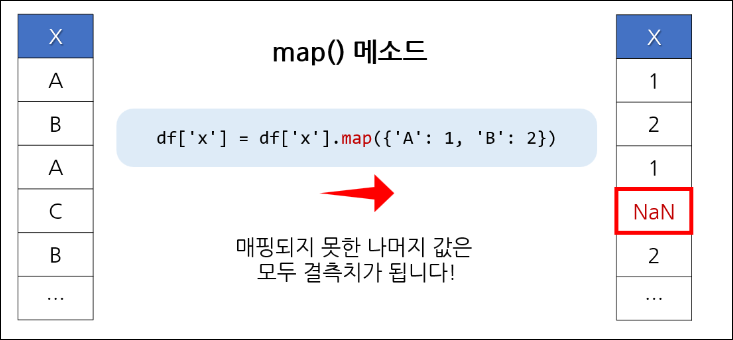 X
A
B
A
C
B
...
map() 메소드
df['x'] = df['x'].map({'A': 1, 'B': 2})
매핑되지 못한 나머지 값은
모두 결측치가 됩니다!
X
1
2
1
NaN
2
...